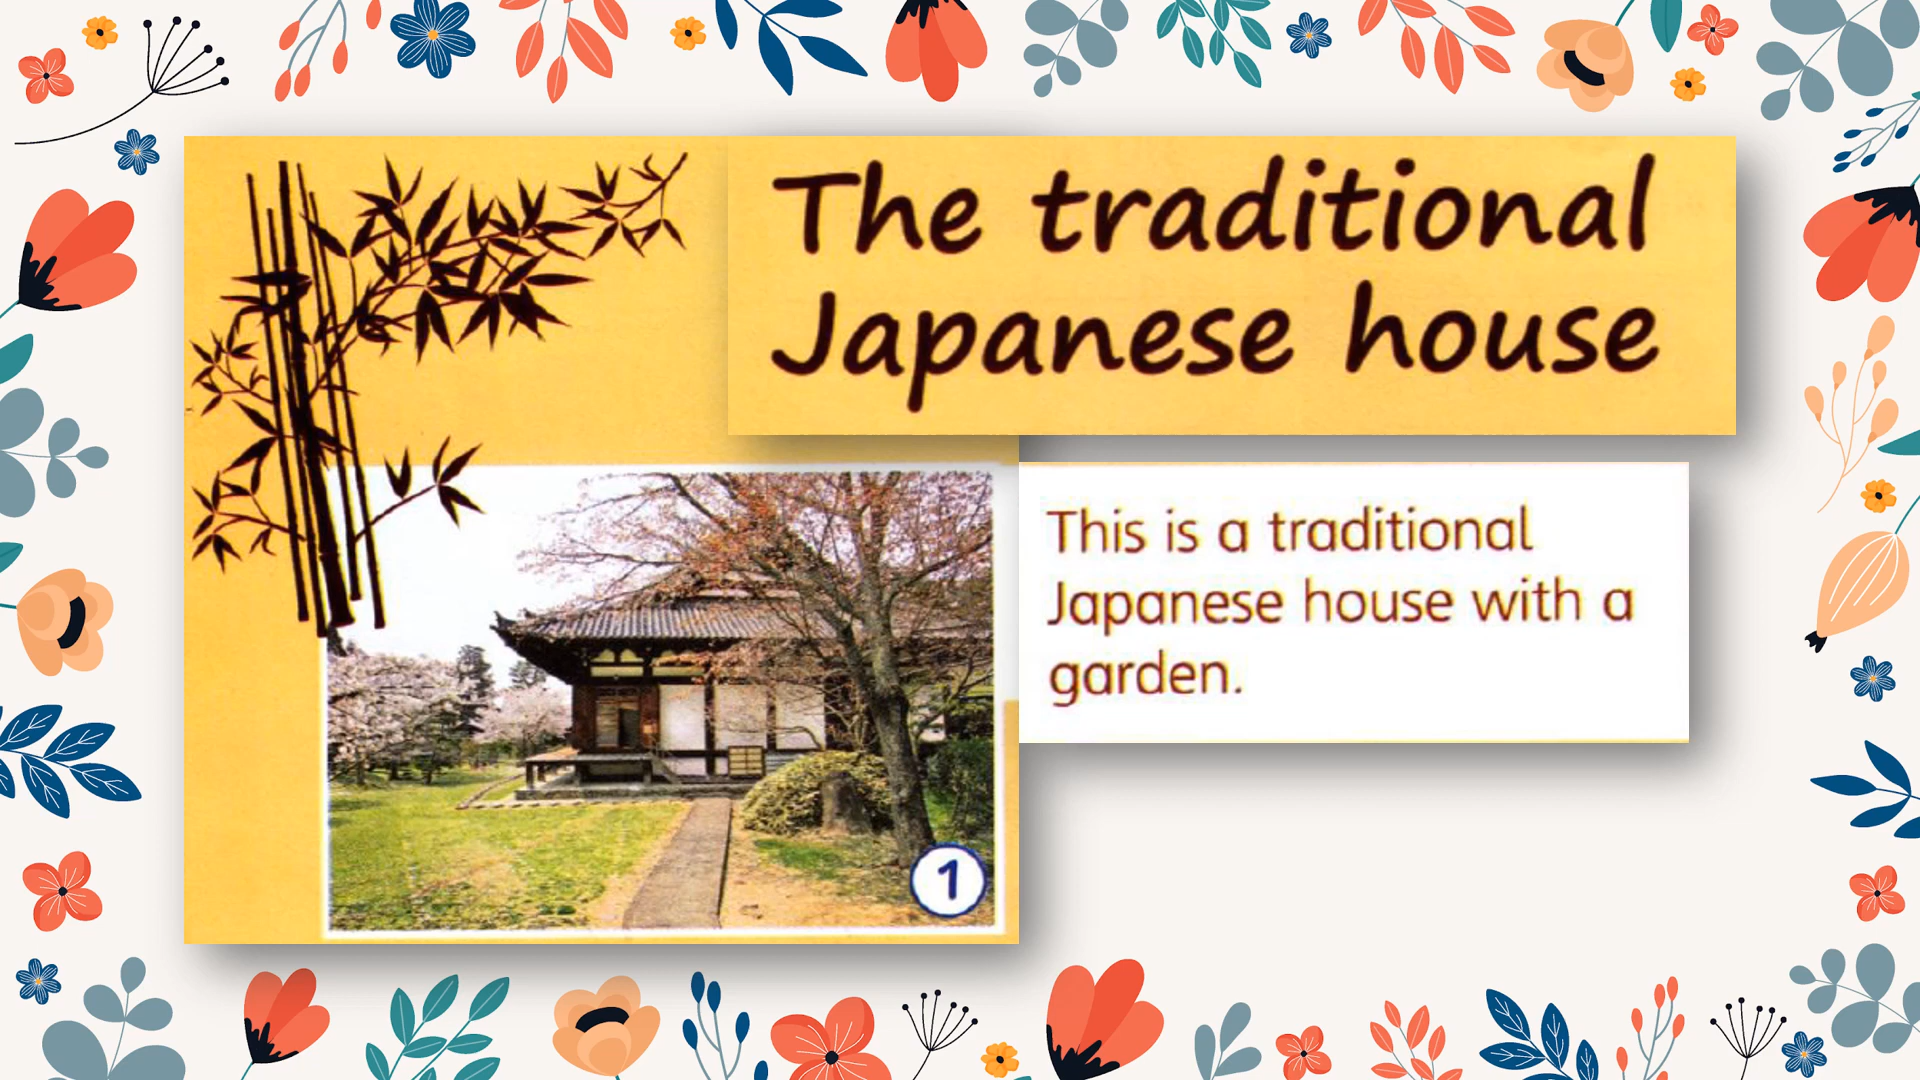 The traditional
Japanese house
This is a traditional
Japanese house with a
garden.
1